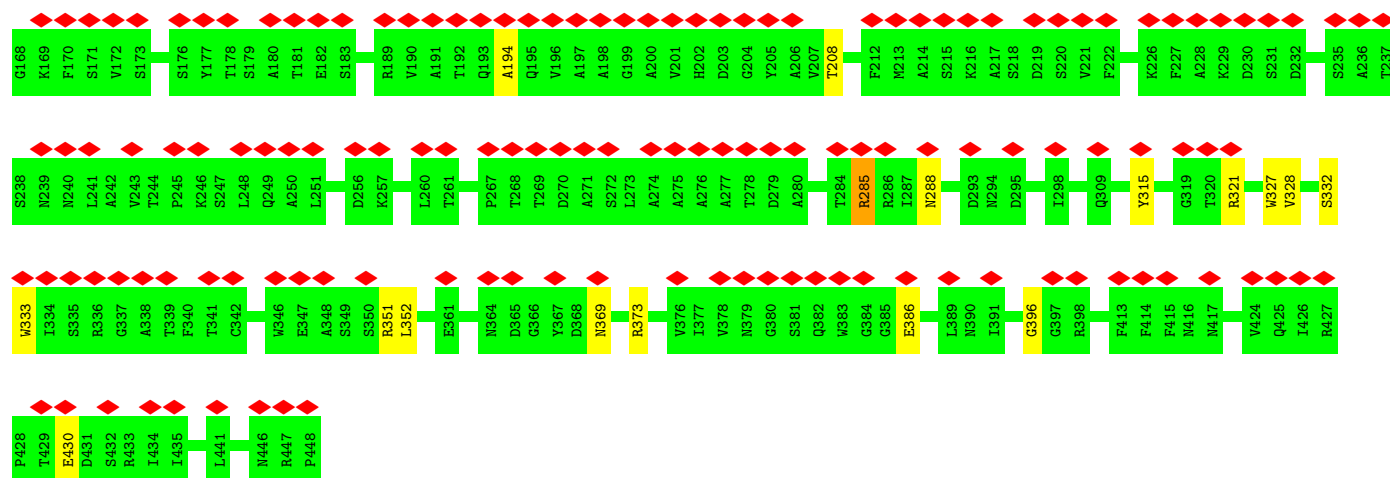 G168 K169 F170 S171 V172 S173 S176 Y177 T178 S179 A180 T181 E182 S183 R189 V190 A191 T192 Q193 A194 Q195 V196 A197 A198 G199 A200 V201 H202 D203 G204 Y205 A206 V207 T208 F212 M213 A214 S215 K216 A217 S218 D219 S220 V221 F222 K226 F227 A228 K229 D230 S231 D232 S235 A236 T237
S238 N239 N240 L241 A242 V243 T244 P245 K246 S247 L248 Q249 A250 L251 D256 K257 L260 T261 P267 T268 T269 D270 A271 S272 L273 A274 A275 A276 A277 T278 D279 A280 T284 R285 R286 I287 N288 D293 N294 D295 I298 Q309 Y315 G319 T320 R321 W327 V328 S332
W333 I334 S335 R336 G337 A338 T339 F340 T341 C342 W346 E347 A348 S349 S350 R351 L352 E361 N364 D365 G366 Y367 D368 N369 R373 V376 I377 V378 N379 G380 S381 Q382 W383 G384 G385 E386 L389 N390 I391 G396 G397 R398 F413 F414 F415 N416 N417 V424 Q425 I426 R427
P428 T429 E430 D431 S432 R433 I434 I435 L441 N446 R447 P448